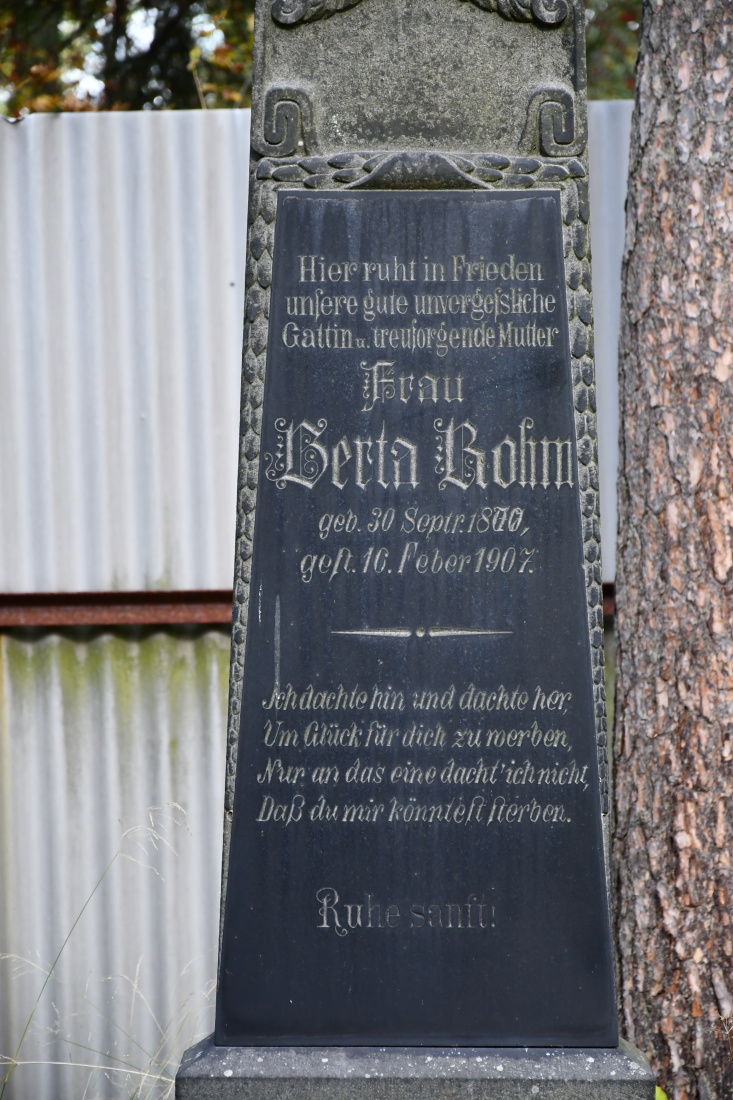 Hier ruht in Frieden
unsere gute unvergessliche
Gattin u. treusorgende Mutter
Frau
Berta Rohm
geb. 30 Septr.
gest. 16. Feber 1907.
Ich dachte hin und dachte her,
Um Glück für dich zu werben,
Nur an das eine dacht' ich nicht,
Daß du mir könntest sterben.
Ruhe sanft!